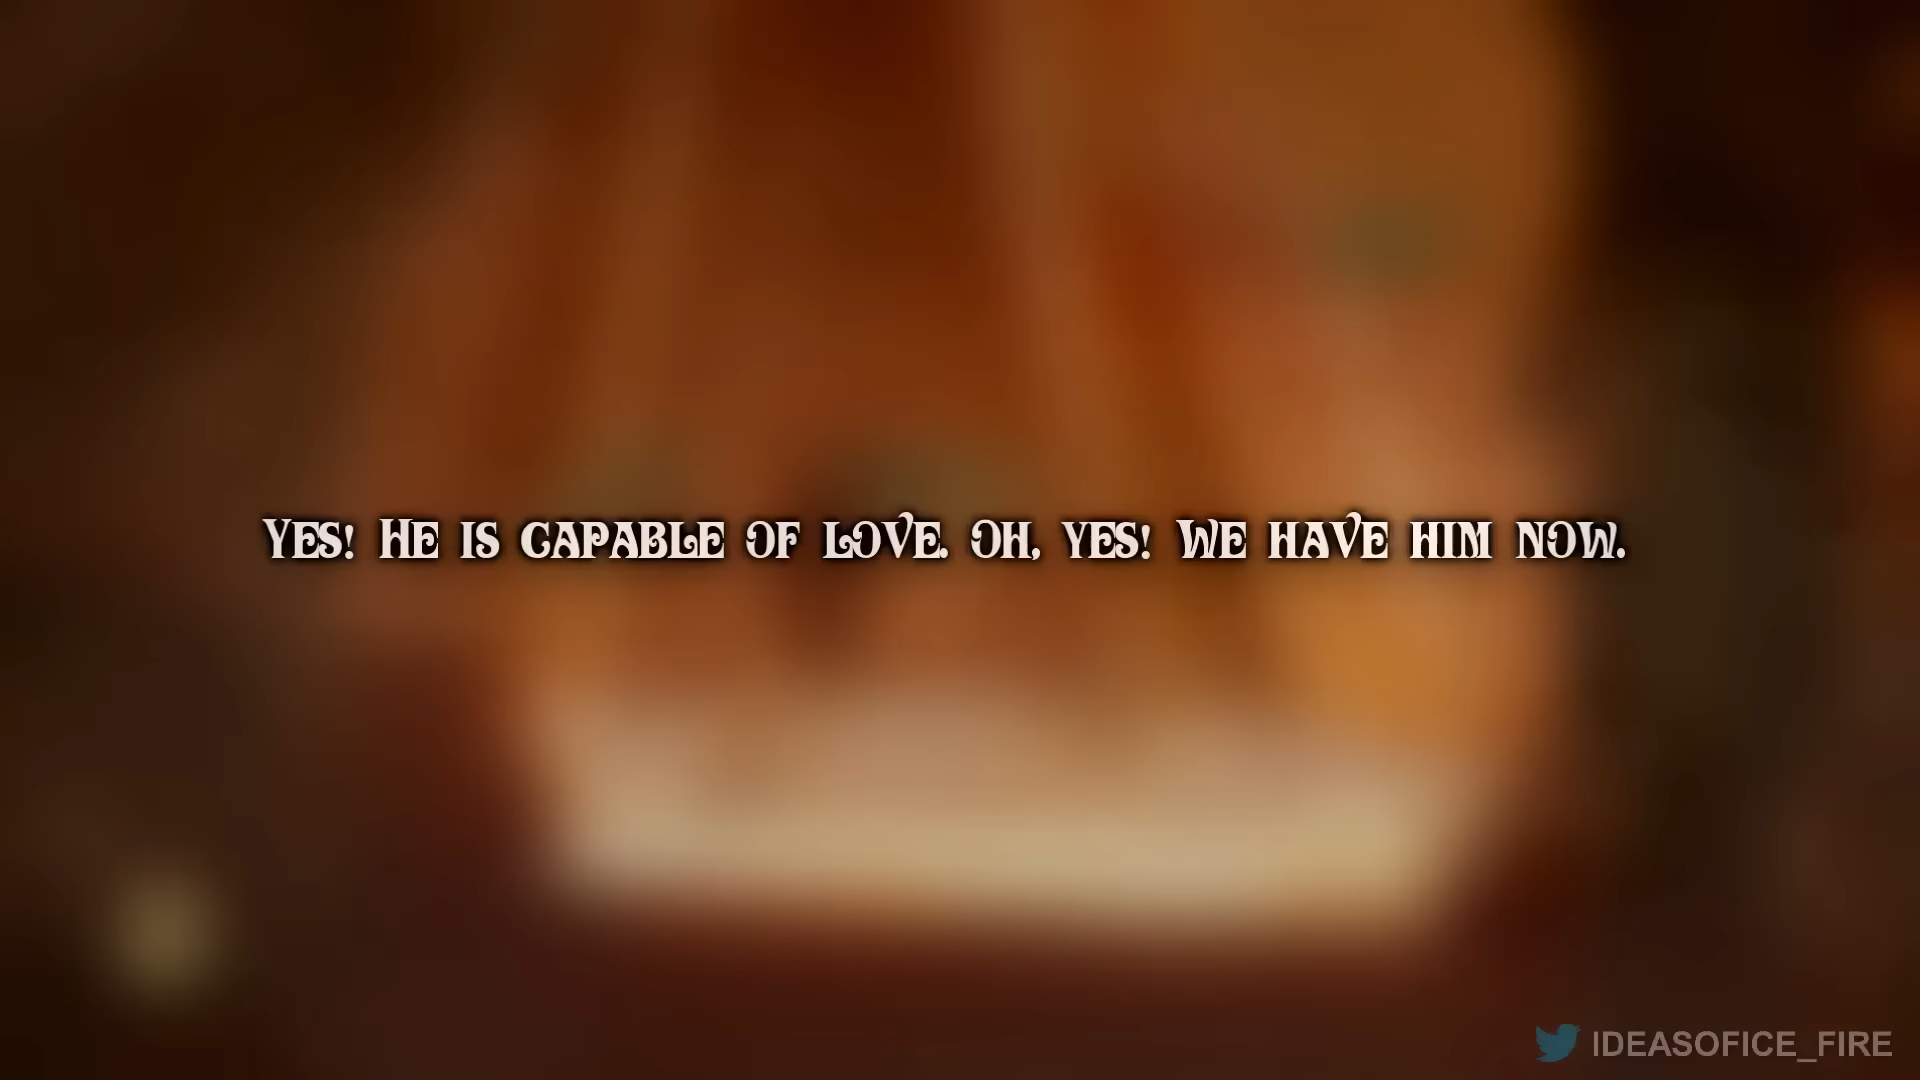 YES! HE IS CAPABLE OF LOVE. OH, YES! WE HAVE HIM NOW.
IDEASOFICE_FIRE